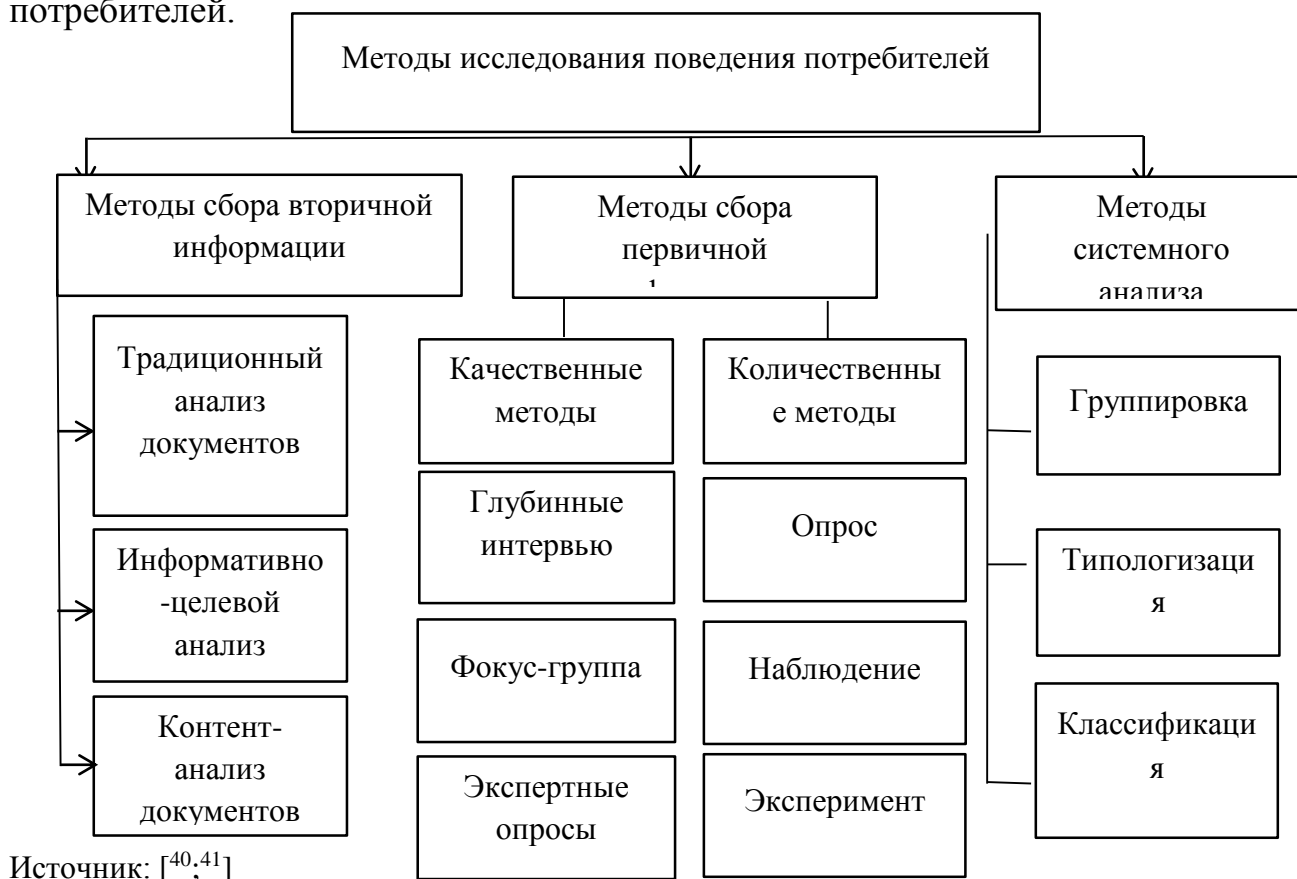 потребителей.
Методы исследования поведения потребителей
Методы сбора вторичной
информации
Методы сбора
первичной
Методы
системного
анализа
Традиционный
анализ
документов
Информативно
-целевой
анализ
Контент-
анализ
документов
Качественные
методы
Глубинные
интервью
Фокус-группа
Экспертные
опросы
Количественны
е методы
Опрос
Наблюдение
Эксперимент
Группировка
Типологизаци
я
Классификаци
я
Источник: [40;41]